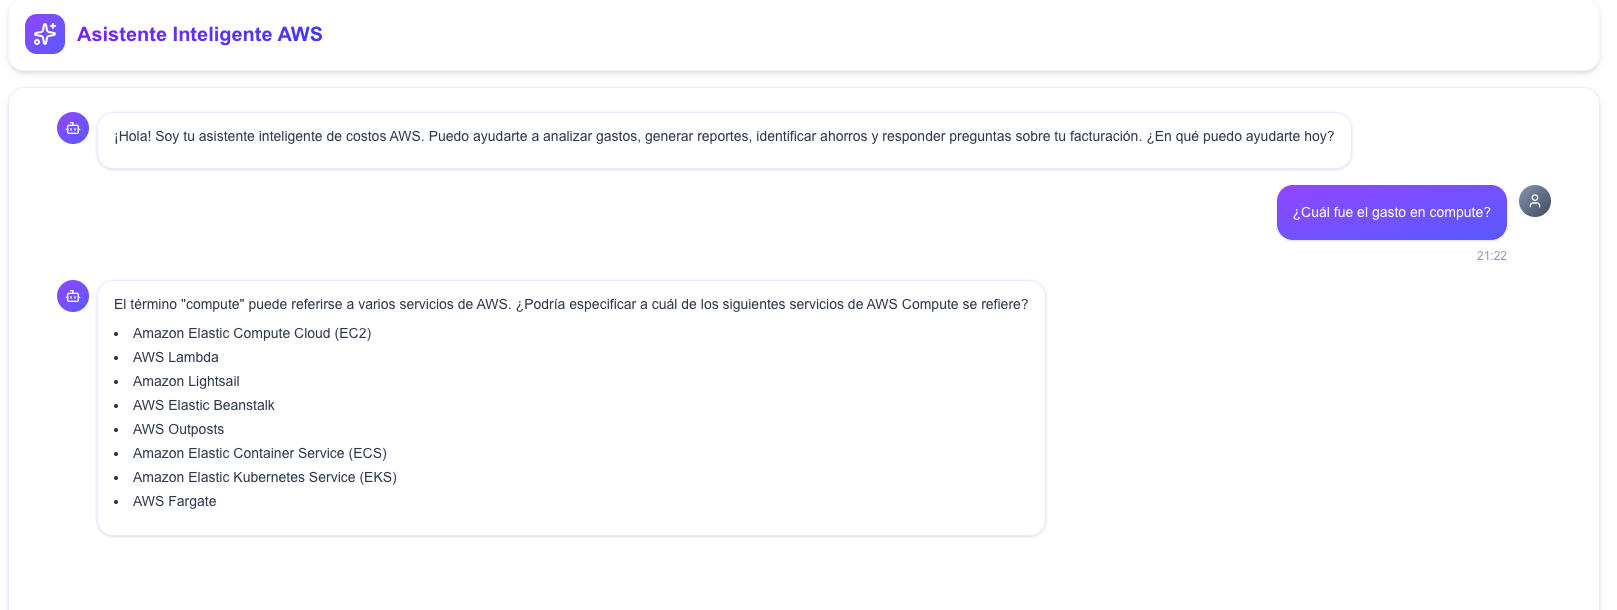 Asistente Inteligente AWS
¡Hola! Soy tu asistente inteligente de costos AWS. Puedo ayudarte a analizar gastos, generar reportes, identificar ahorros y responder preguntas sobre tu facturación. ¿En qué puedo ayudarte hoy?
¿Cuál fue el gasto en compute?
21:22
El término "compute" puede referirse a varios servicios de AWS. ¿Podría especificar a cuál de los siguientes servicios de AWS Compute se refiere?
• Amazon Elastic Compute Cloud (EC2)
• AWS Lambda
• Amazon Lightsail
• AWS Elastic Beanstalk
• AWS Outposts
• Amazon Elastic Container Service (ECS)
• Amazon Elastic Kubernetes Service (EKS)
• AWS Fargate